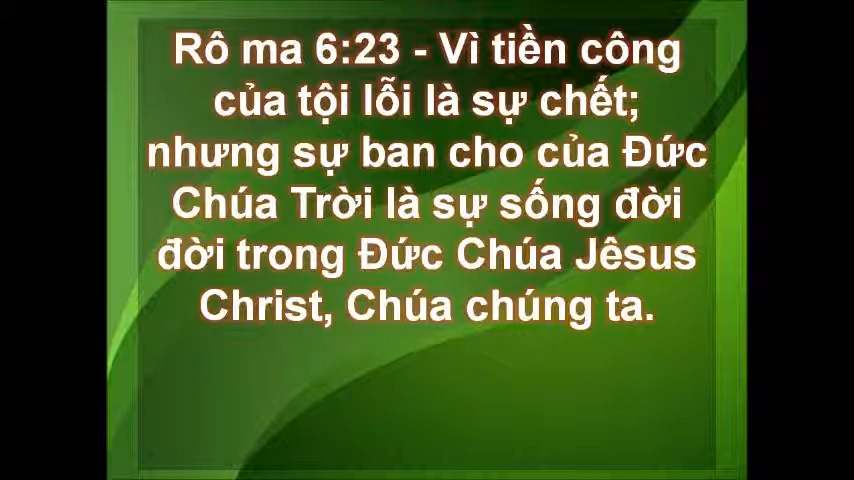 Rô ma 6:23 - Vì tiền công
của tội lỗi là sự chết;
nhưng sự ban cho của Đức
Chúa Trời là sự sống đời
đời trong Đức Chúa Jêsus
Christ, Chúa chúng ta.